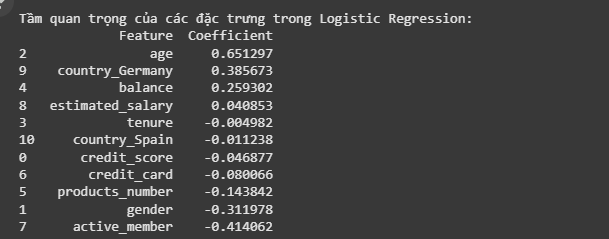 Tầm quan trọng của các đặc trưng trong Logistic Regression:
Feature Coefficient
2 age 0.651297
9 country_Germany 0.385673
4 balance 0.259302
8 estimated_salary 0.040853
3 tenure -0.004982
10 country_Spain -0.011238
0 credit_score -0.046877
6 credit_card -0.080066
5 products_number -0.143842
1 gender -0.311978
7 active_member -0.414062